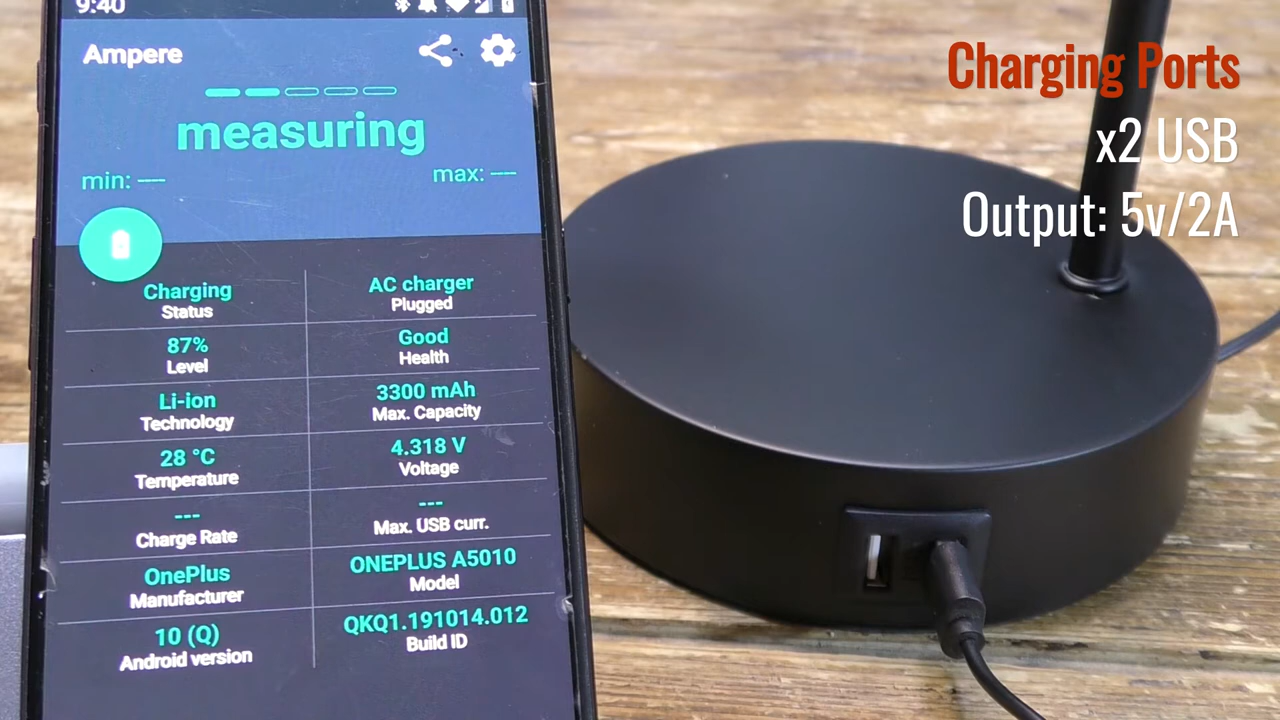 9:40
Ampere
measuring
min: ---
max: ---
Charging
Status
AC charger
Plugged
87%
Level
Good
Health
Li-ion
Technology
3300 mAh
Max. Capacity
28 °C
Temperature
4.318 V
Voltage
---
Charge Rate
---
Max. USB curr.
OnePlus
Manufacturer
ONEPLUS A5010
Model
10 (Q)
Android version
QKQ1.191014.012
Build ID
Charging Ports
x2 USB
Output: 5v/2A